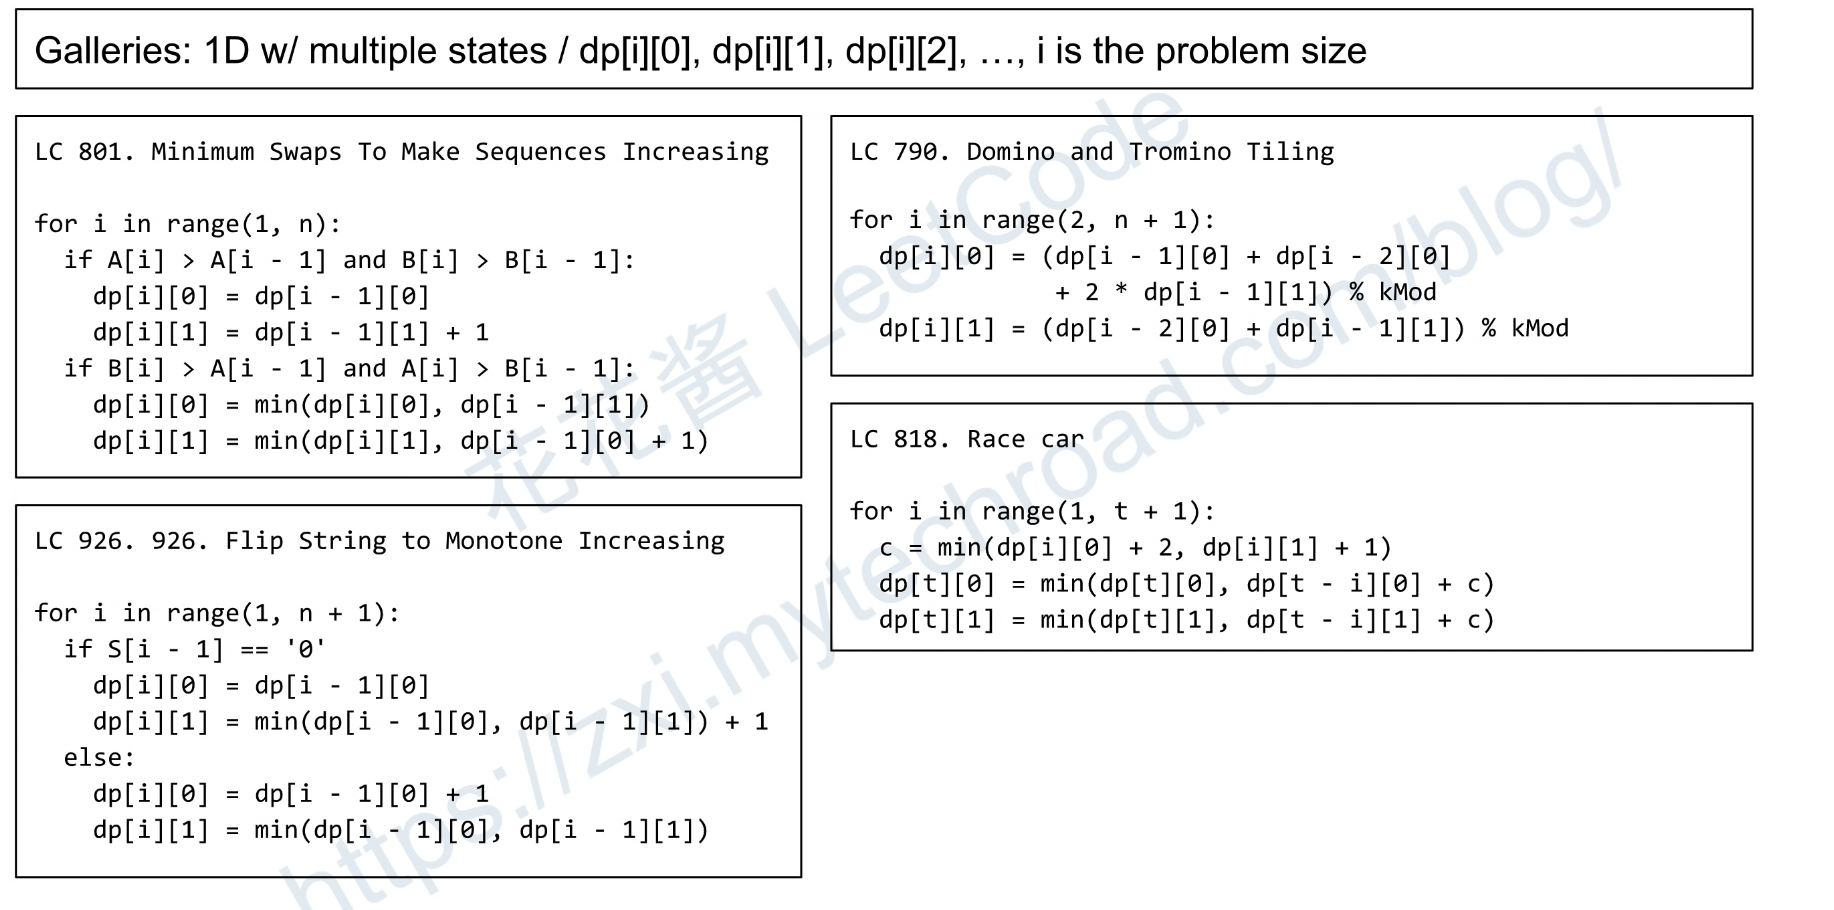 Galleries: 1D w/ multiple states / dp[i][0], dp[i][1], dp[i][2], …, i is the problem size
LC 801. Minimum Swaps To Make Sequences Increasing
for i in range(1, n):
  if A[i] > A[i - 1] and B[i] > B[i - 1]:
    dp[i][0] = dp[i - 1][0]
    dp[i][1] = dp[i - 1][1] + 1
  if B[i] > A[i - 1] and A[i] > B[i - 1]:
    dp[i][0] = min(dp[i][0], dp[i - 1][1])
    dp[i][1] = min(dp[i][1], dp[i - 1][0] + 1)
LC 926. 926. Flip String to Monotone Increasing
for i in range(1, n + 1):
  if S[i - 1] == '0'
    dp[i][0] = dp[i - 1][0]
    dp[i][1] = min(dp[i - 1][0], dp[i - 1][1]) + 1
  else:
    dp[i][0] = dp[i - 1][0] + 1
    dp[i][1] = min(dp[i - 1][0], dp[i - 1][1])
LC 790. Domino and Tromino Tiling
for i in range(2, n + 1):
  dp[i][0] = (dp[i - 1][0] + dp[i - 2][0]
              + 2 * dp[i - 1][1]) % kMod
  dp[i][1] = (dp[i - 2][0] + dp[i - 1][1]) % kMod
LC 818. Race car
for i in range(1, t + 1):
  c = min(dp[i][0] + 2, dp[i][1] + 1)
  dp[t][0] = min(dp[t][0], dp[t - i][0] + c)
  dp[t][1] = min(dp[t][1], dp[t - i][1] + c)
花花酱 LeetCode
https://zxi.mytechroad.com/blog/